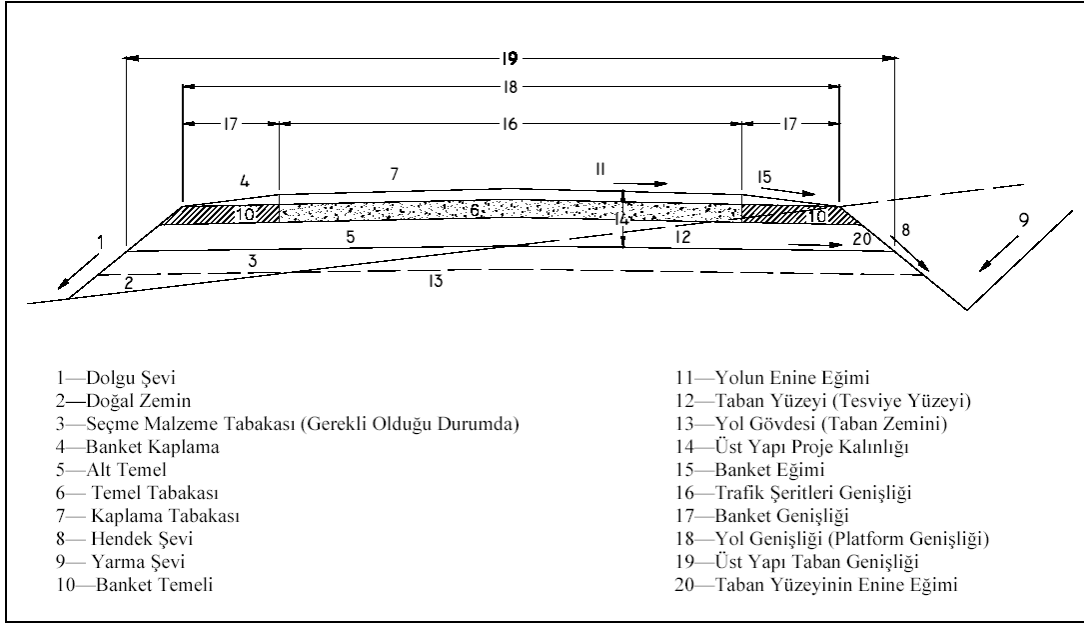 19
18
17
16
17
4
7
11
15
10
6
14
10
1
5
12
20
8
9
3
2
13
1—Dolgu Şevi
2—Doğal Zemin
3—Seçme Malzeme Tabakası (Gerekli Olduğu Durumda)
4—Banket Kaplama
5—Alt Temel
6— Temel Tabakası
7— Kaplama Tabakası
8— Hendek Şevi
9— Yarma Şevi
10—Banket Temeli
11—Yolun Enine Eğimi
12—Taban Yüzeyi (Tesviye Yüzeyi)
13—Yol Gövdesi (Taban Zemini)
14—Üst Yapı Proje Kalınlığı
15—Banket Eğimi
16—Trafik Şeritleri Genişliği
17—Banket Genişliği
18—Yol Genişliği (Platform Genişliği)
19—Üst Yapı Taban Genişliği
20—Taban Yüzeyinin Enine Eğimi